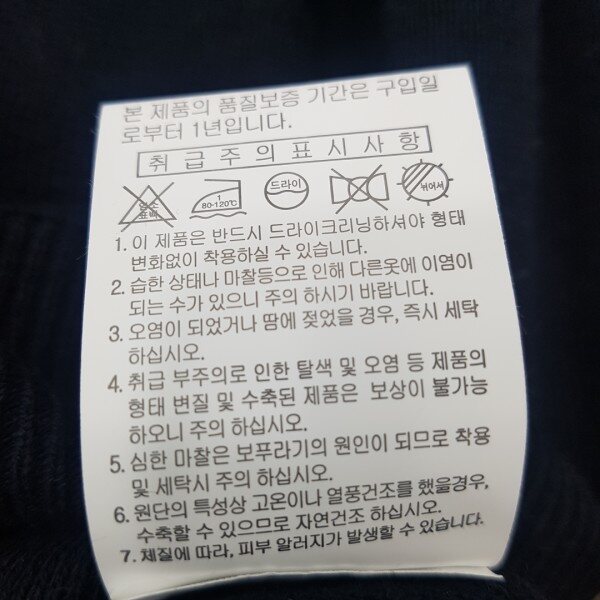 본 제품의 품질보증 기간은 구입일
로부터 1년입니다.
취급주의표시사항
염소
표백
1
80-120℃
드라이
뉘어서
1. 이 제품은 반드시 드라이크리닝하셔야 형태
변화없이 착용하실 수 있습니다.
2. 습한 상태나 마찰등으로 인해 다른옷에 이염이
되는 수가 있으니 주의 하시기 바랍니다.
3. 오염이 되었거나 땀에 젖었을 경우, 즉시 세탁
하십시오.
4. 취급 부주의로 인한 탈색 및 오염 등 제품의
형태 변질 및 수축된 제품은 보상이 불가능
하오니 주의 하십시오.
5. 심한 마찰은 보푸라기의 원인이 되므로 착용
및 세탁시 주의 하십시오.
6. 원단의 특성상 고온이나 열풍건조를 했을경우,
수축할 수 있으므로 자연건조 하십시오.
7. 체질에 따라, 피부 알러지가 발생할 수 있습니다.